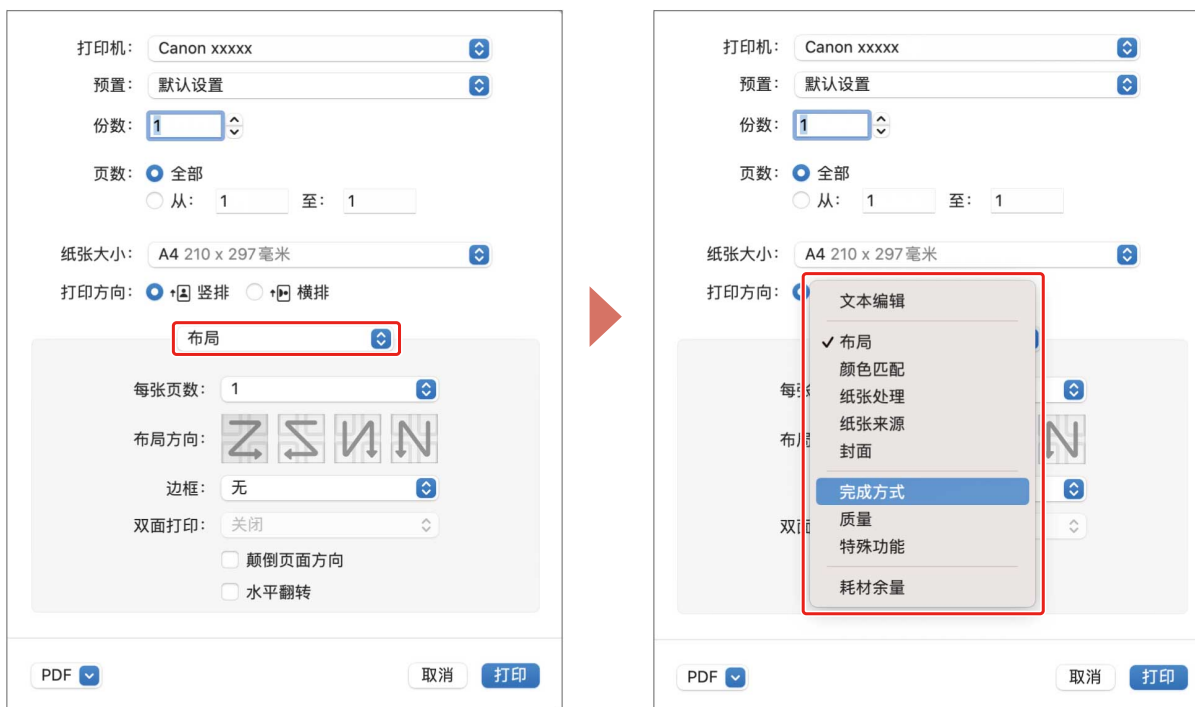 打印机： Canon xxxxx
预置： 默认设置
份数： 1
页数： 全部
从： 1 至： 1
纸张大小： A4 210 x 297 毫米
打印方向： 竖排 横排
布局
每张页数： 1
布局方向：
边框： 无
双面打印： 关闭
颠倒页面方向
水平翻转
PDF 取消 打印
打印机： Canon xxxxx
预置： 默认设置
份数： 1
页数： 全部
从： 1 至： 1
纸张大小： A4 210 x 297 毫米
打印方向：
文本编辑
布局
颜色匹配
纸张处理
纸张来源
封面
完成方式
质量
特殊功能
耗材余量
每
布
双
PDF 取消 打印